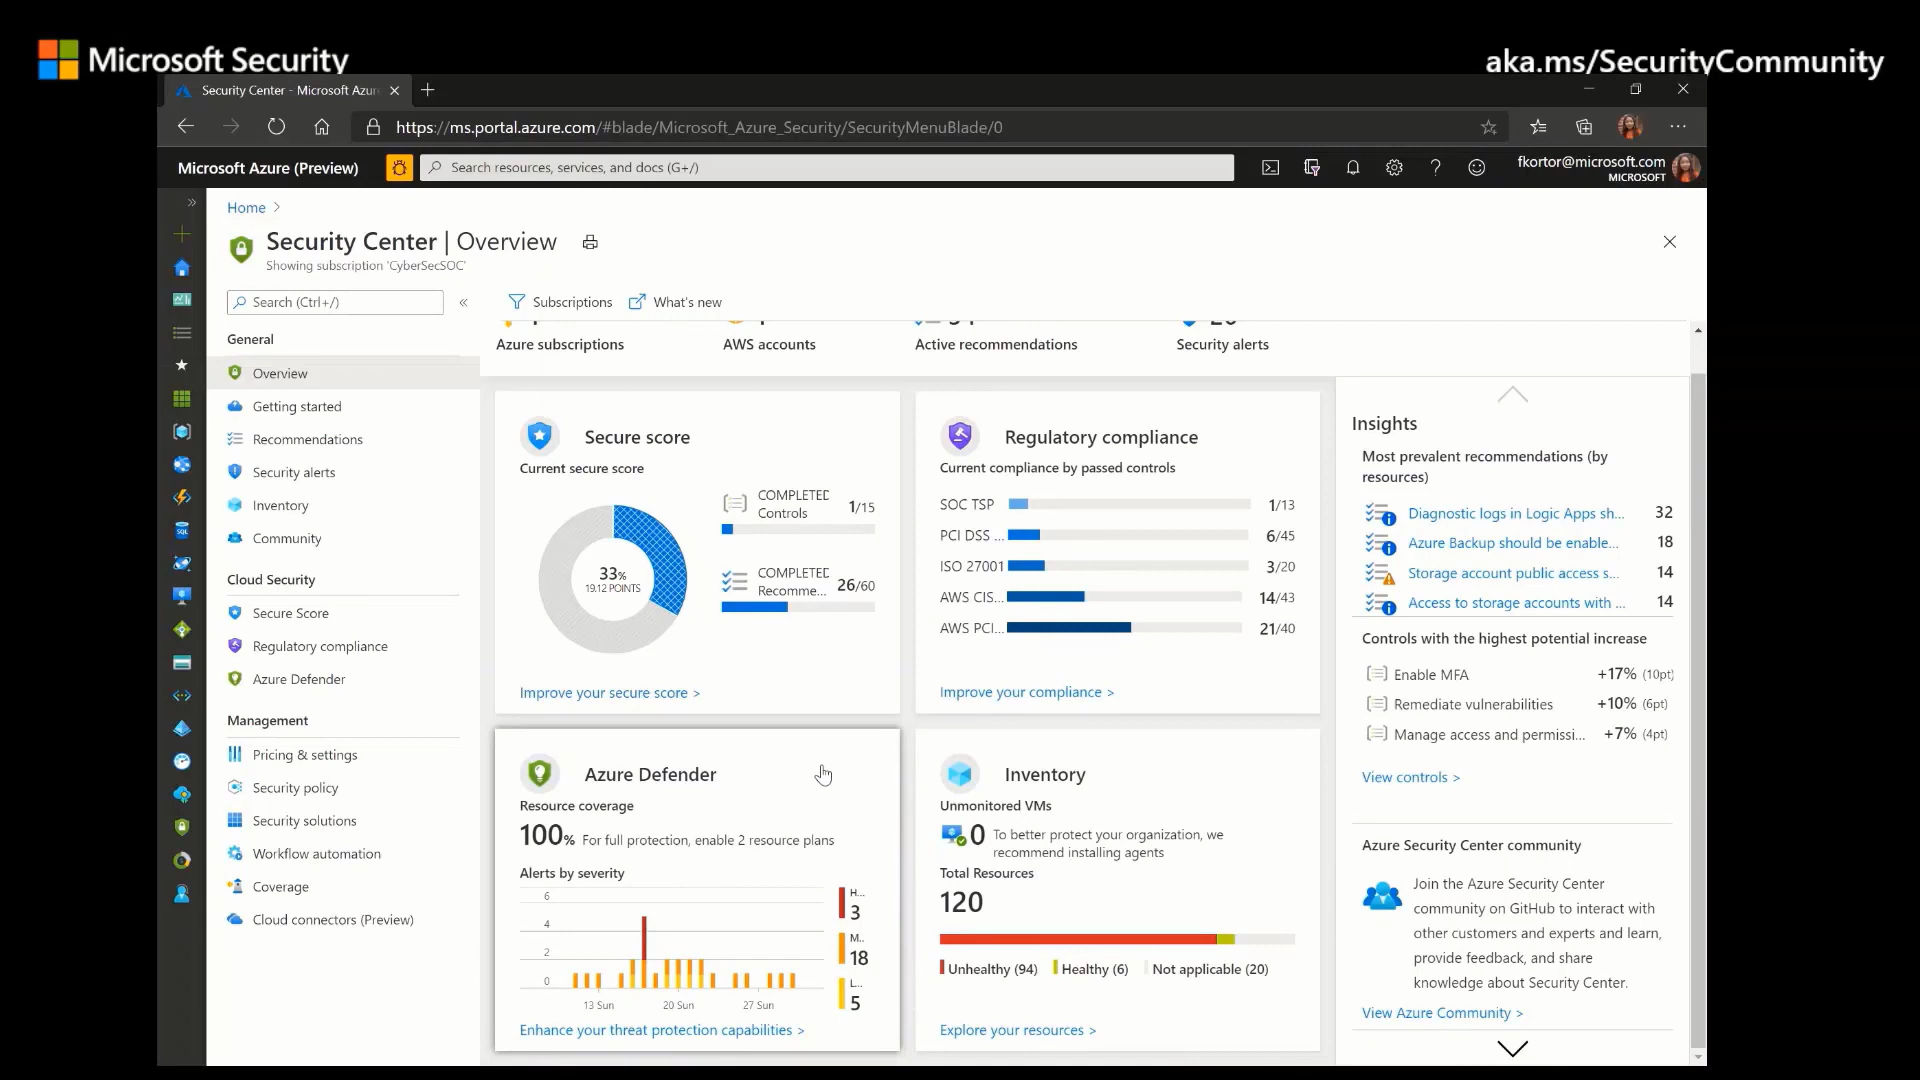 Microsoft Security
aka.ms/SecurityCommunity
Security Center - Microsoft Azur
https://ms.portal.azure.com/#blade/Microsoft_Azure_Security/SecurityMenuBlade/0
Microsoft Azure (Preview)
Search resources, services, and docs (G+/)
fkortor@microsoft.com
MICROSOFT
Home >
Security Center | Overview
Showing subscription 'CyberSecSOC'
Search (Ctrl+/)
«
Subscriptions
What's new
General
Overview
Getting started
Recommendations
Security alerts
Inventory
Community
Cloud Security
Secure Score
Regulatory compliance
Azure Defender
Management
Pricing & settings
Security policy
Security solutions
Workflow automation
Coverage
Cloud connectors (Preview)
Azure subscriptions
AWS accounts
Active recommendations
Security alerts
Secure score
Current secure score
33%
19.12 POINTS
COMPLETED
Controls
1/15
COMPLETED
Recomme...
26/60
Improve your secure score >
Regulatory compliance
Current compliance by passed controls
SOC TSP 1/13
PCI DSS ... 6/45
ISO 27001 3/20
AWS CIS... 14/43
AWS PCI... 21/40
Improve your compliance >
Azure Defender
Resource coverage
100% For full protection, enable 2 resource plans
Alerts by severity
6
4
2
0
13 Sun 20 Sun 27 Sun
H...
3
M..
18
L...
5
Enhance your threat protection capabilities >
Inventory
Unmonitored VMs
0 To better protect your organization, we
recommend installing agents
Total Resources
120
Unhealthy (94) Healthy (6) Not applicable (20)
Explore your resources >
Insights
Most prevalent recommendations (by
resources)
Diagnostic logs in Logic Apps sh... 32
Azure Backup should be enable... 18
Storage account public access s... 14
Access to storage accounts with ... 14
Controls with the highest potential increase
Enable MFA +17% (10pt)
Remediate vulnerabilities +10% (6pt)
Manage access and permissi... +7% (4pt)
View controls >
Azure Security Center community
Join the Azure Security Center
community on GitHub to interact with
other customers and experts and learn,
provide feedback, and share
knowledge about Security Center.
View Azure Community >